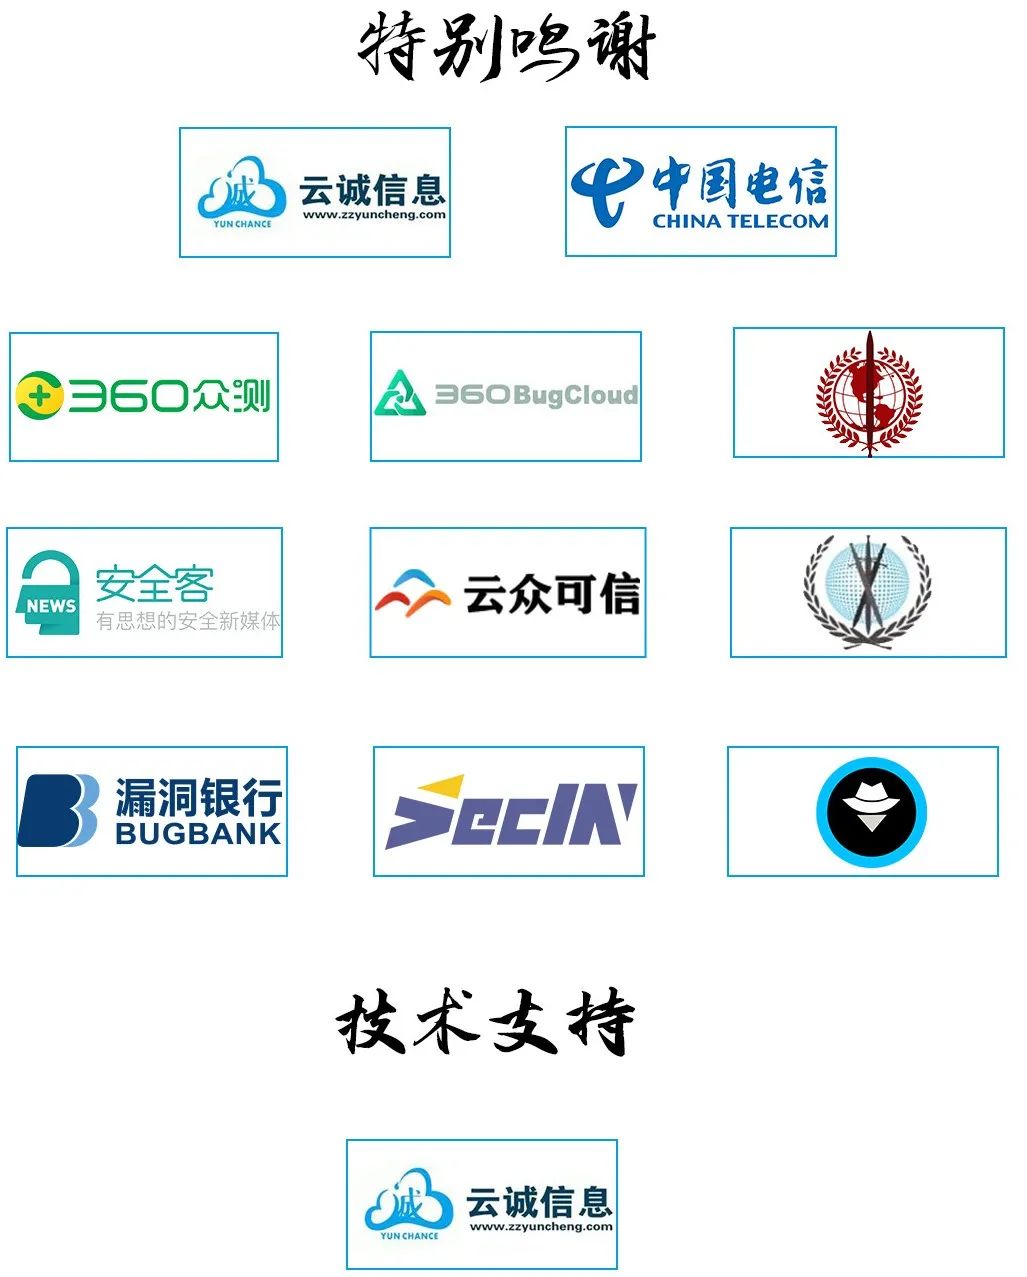 特别鸣谢
诚
YUN CHANCE
云诚信息
www.zzyuncheng.com
中国电信
CHINA TELECOM
360众测
360BugCloud
NEWS
安全客
有思想的安全新媒体
云众可信
漏洞银行
BUGBANK
SecIN
技术支持
诚
YUN CHANCE
云诚信息
www.zzyuncheng.com